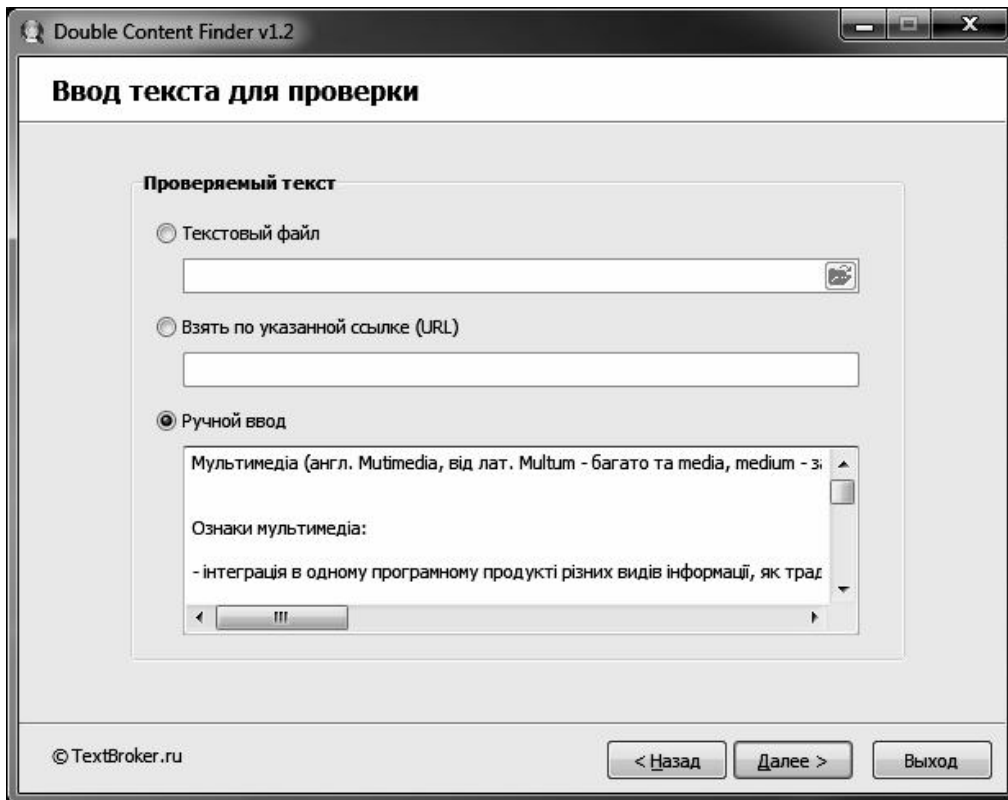 Double Content Finder v1.2
Ввод текста для проверки
Проверяемый текст
Текстовый файл
Взять по указанной ссылке (URL)
Ручной ввод
Мультимедіа (англ. Mutimedia, від лат. Multum - багато та media, medium -
Ознаки мультимедіа:
- інтеграція в одному програмному продукті різних видів інформації, як трад
© TextBroker.ru
< Назад
Далее >
Выход